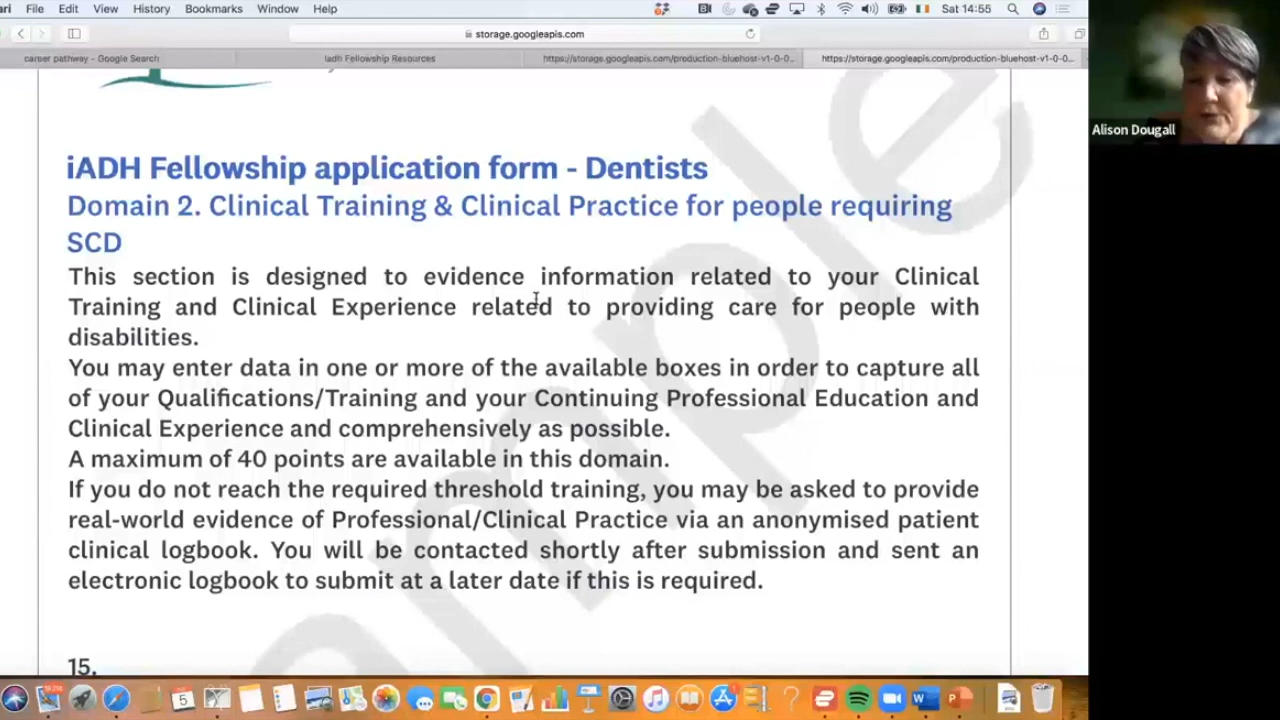 ari File Edit View History Bookmarks Window Help
Sat 14:55
storage.googleapis.com
career pathway - Google Search
Iadh Fellowship Resources
https://storage.googleapis.com/production-bluehost-v1-0-0...
https://storage.googleapis.com/production-bluehost-v1-0-0...
Alison Dougall
iADH Fellowship application form - Dentists
Domain 2. Clinical Training & Clinical Practice for people requiring
SCD
This section is designed to evidence information related to your Clinical
Training and Clinical Experience related to providing care for people with
disabilities.
You may enter data in one or more of the available boxes in order to capture all
of your Qualifications/Training and your Continuing Professional Education and
Clinical Experience and comprehensively as possible.
A maximum of 40 points are available in this domain.
If you do not reach the required threshold training, you may be asked to provide
real-world evidence of Professional/Clinical Practice via an anonymised patient
clinical logbook. You will be contacted shortly after submission and sent an
electronic logbook to submit at a later date if this is required.
15.
ample
5